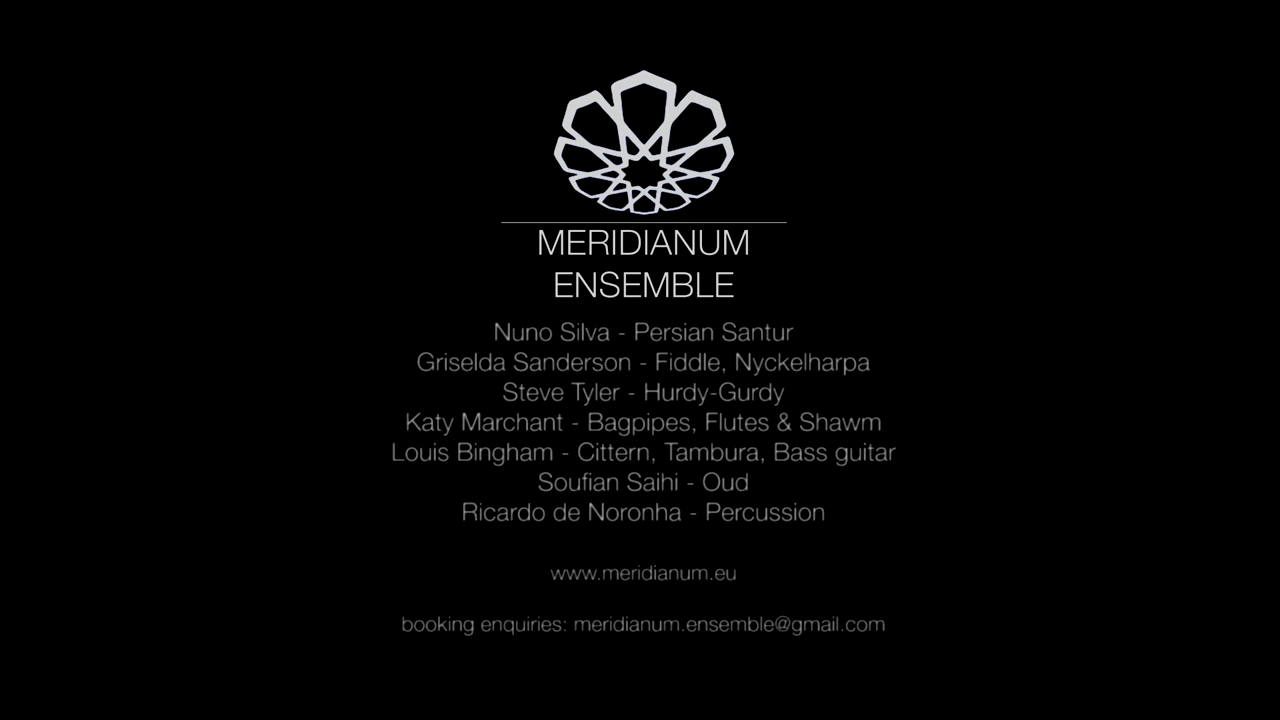 MERIDIANUM
ENSEMBLE
Nuno Silva - Persian Santur
Griselda Sanderson - Fiddle, Nyckelharpa
Steve Tyler - Hurdy-Gurdy
Katy Marchant - Bagpipes, Flutes & Shawm
Louis Bingham - Cittern, Tambura, Bass guitar
Soufian Saihi - Oud
Ricardo de Noronha - Percussion
www.meridianum.eu
booking enquiries: meridianum.ensemble@gmail.com